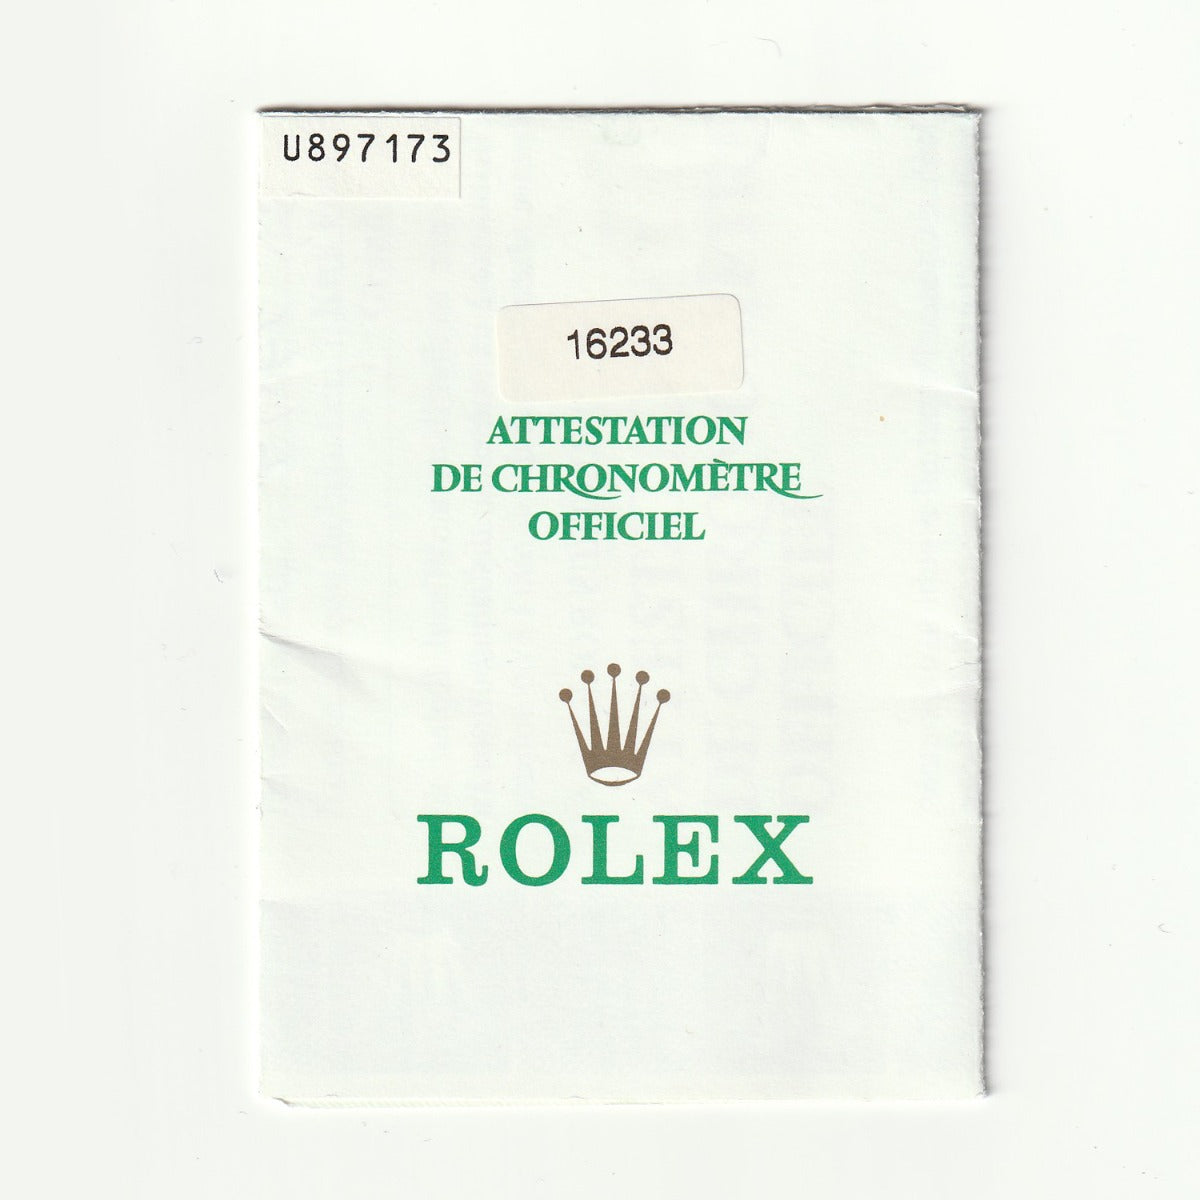 U897173
16233
ATTESTATION
DE CHRONOMÈTRE
OFFICIEL
ROLEX